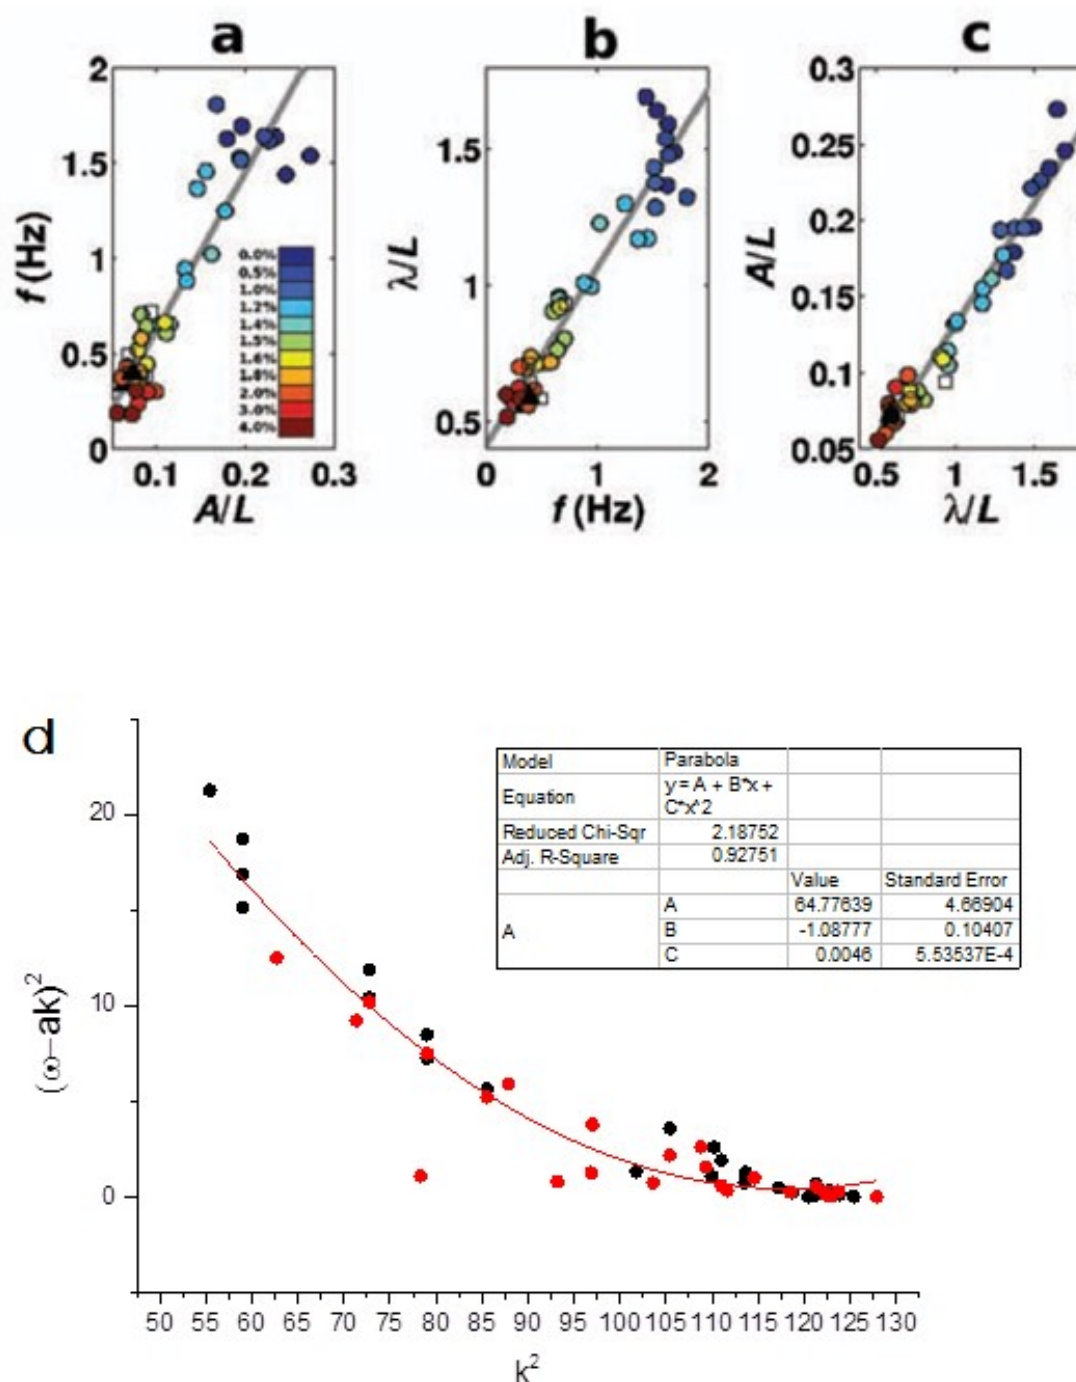 a
b
c
2
1.5
1
0.5
0
f (Hz)
0.1
0.2
0.3
A/L
0.0%
0.5%
1.0%
1.2%
1.4%
1.5%
1.6%
1.8%
2.0%
3.0%
4.0%
1.5
1
0.5
λ/L
0
1
2
f (Hz)
0.3
0.25
0.2
0.15
0.1
0.05
A/L
0.5
1
1.5
λ/L
d
Model Parabola
Equation y = A + B*x +
C*x^2
Reduced Chi-Sqr 2.18752
Adj. R-Square 0.92751
Value Standard Error
A A 64.77639 4.66904
B -1.08777 0.10407
C 0.0046 5.53537E-4
20
10
0
(ω-ak)²
50 55 60 65 70 75 80 85 90 95 100 105 110 115 120 125 130
k²